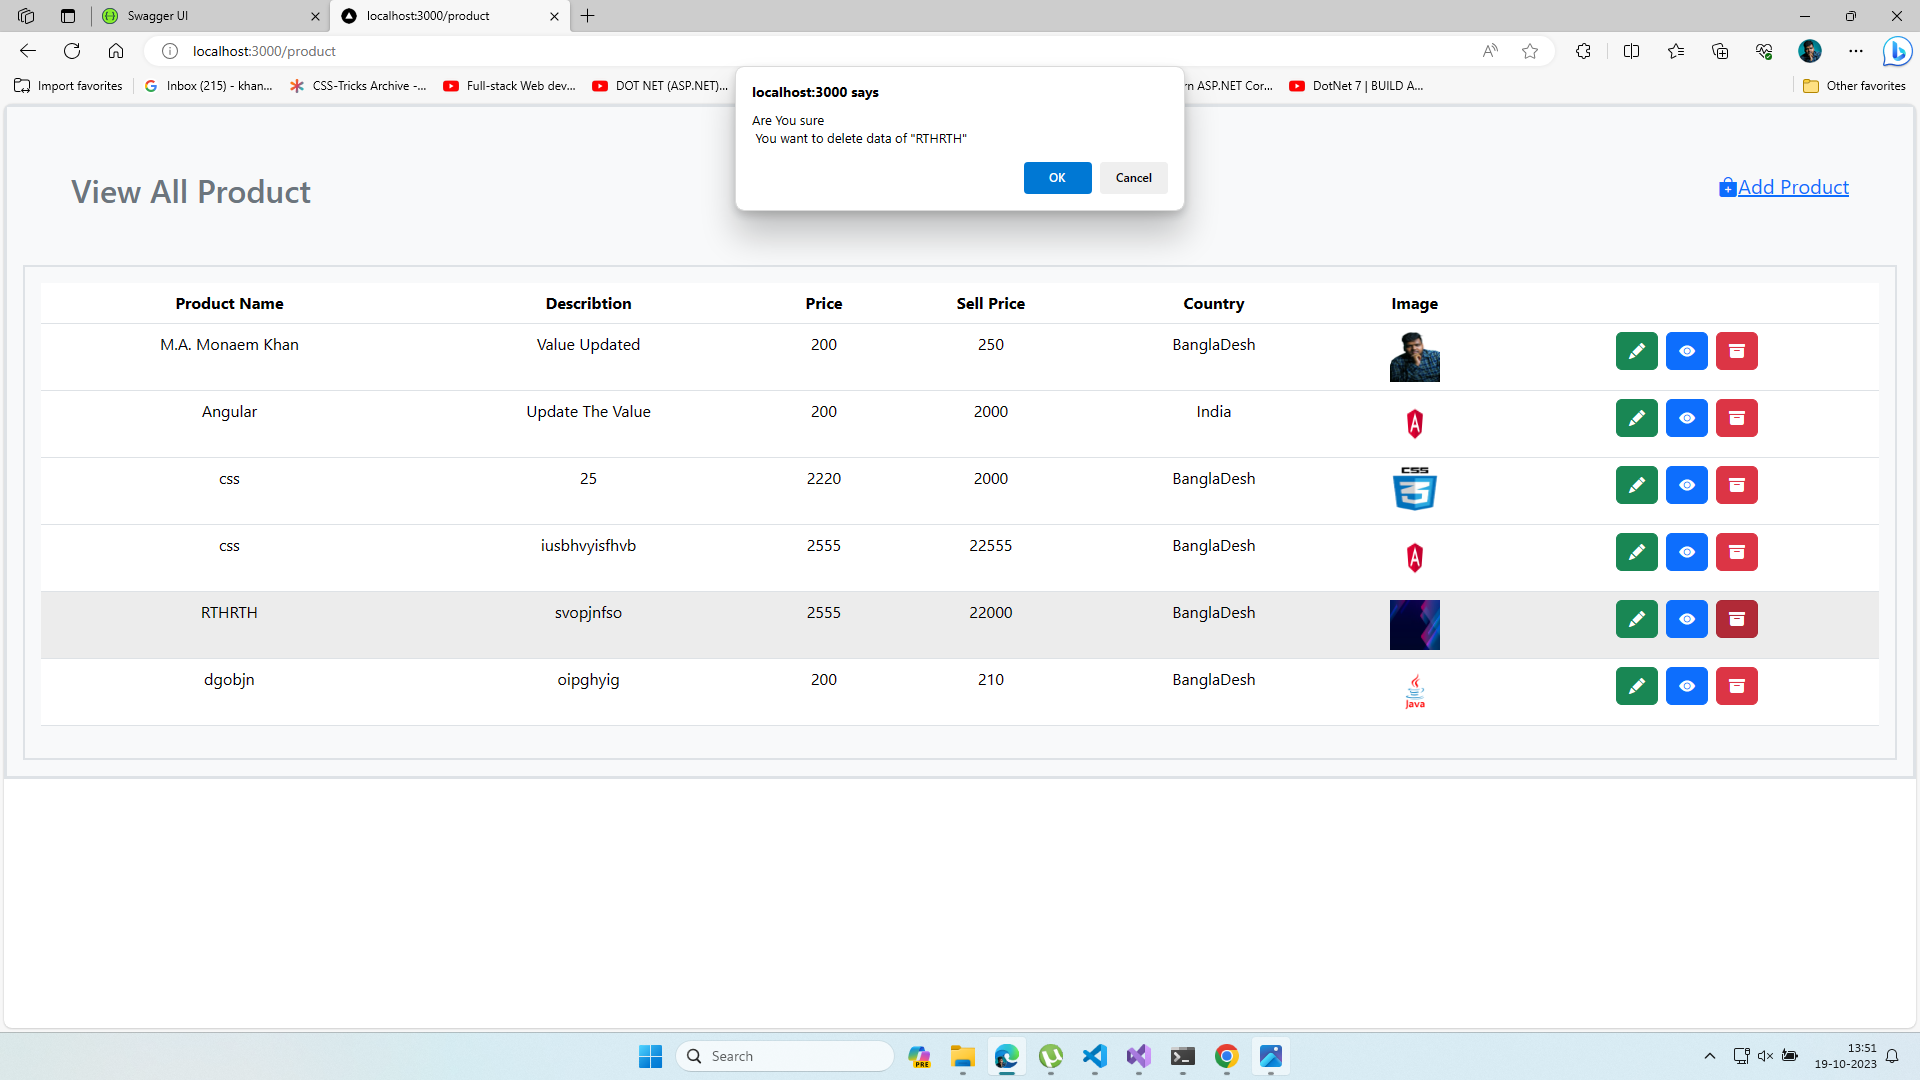 Swagger UI
localhost:3000/product
localhost:3000/product
Import favorites
Inbox (215) - khan...
CSS-Tricks Archive -...
Full-stack Web dev...
DOT NET (ASP.NET)...
rn ASP.NET Cor...
DotNet 7 | BUILD A...
Other favorites
localhost:3000 says
Are You sure
You want to delete data of "RTHRTH"
OK Cancel
View All Product
Add Product
Product Name Describtion Price Sell Price Country Image
M.A. Monaem Khan Value Updated 200 250 BanglaDesh
Angular Update The Value 200 2000 India
css 25 2220 2000 BanglaDesh
CSS
css iusbhvyisfhvb 2555 22555 BanglaDesh
RTHRTH svopjnfso 2555 22000 BanglaDesh
dgobjn oipghyig 200 210 BanglaDesh
Java
Search
PRE
13:51
19-10-2023